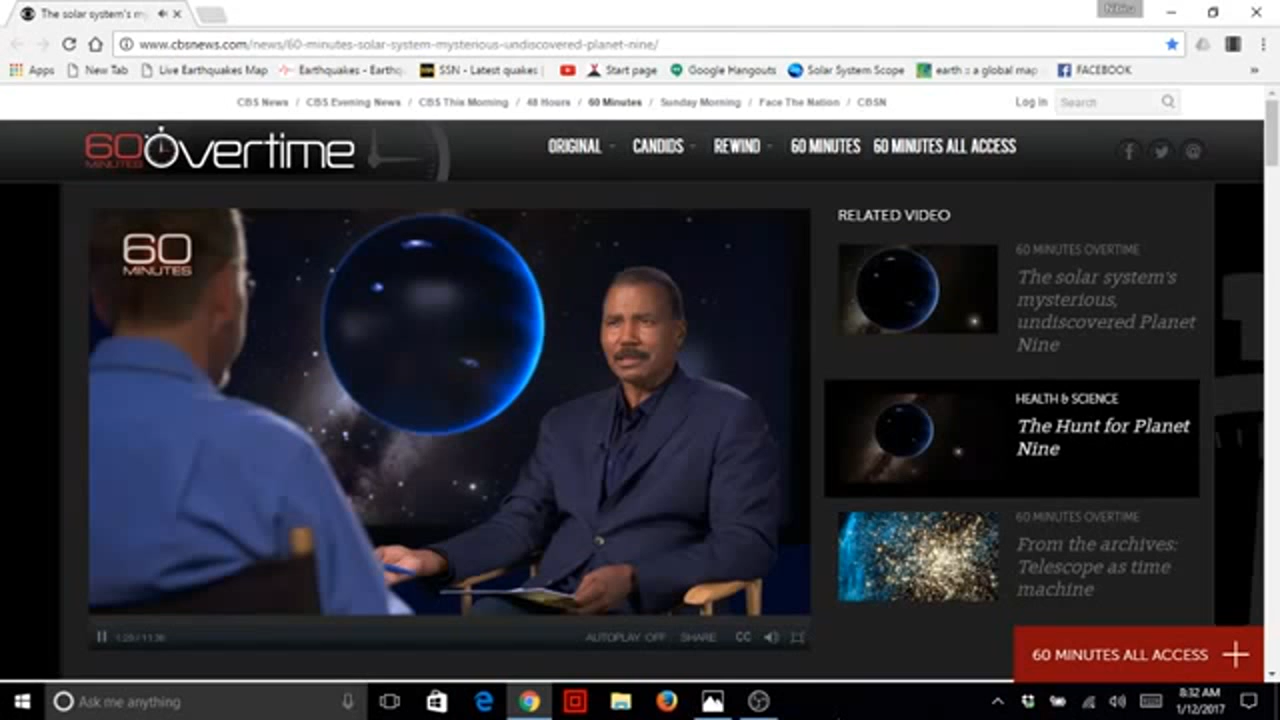 The solar system's m
Nibiru
www.cbsnews.com/news/60-minutes-solar-system-mysterious-undiscovered-planet-nine/
Apps New Tab Live Earthquakes Map Earthquakes - Earthq SSN - Latest quakes | Start page Google Hangouts Solar System Scope earth :: a global map FACEBOOK »
CBS News / CBS Evening News / CBS This Morning / 48 Hours / 60 Minutes / Sunday Morning / Face The Nation / CBSN Log In Search
60 MINUTES Overtime
ORIGINAL CANDIDS REWIND 60 MINUTES 60 MINUTES ALL ACCESS
60
MINUTES
RELATED VIDEO
60 MINUTES OVERTIME
The solar system's
mysterious,
undiscovered Planet
Nine
HEALTH & SCIENCE
The Hunt for Planet
Nine
60 MINUTES OVERTIME
From the archives:
Telescope as time
machine
AUTOPLAY OFF SHARE CC
60 MINUTES ALL ACCESS
Ask me anything
8:32 AM
1/12/2017